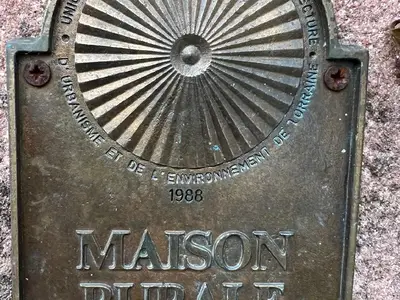 D'URBANISME ET DE L'ENVIRONNEMENT DE LORRAINE
1988
MAISON
RURALE